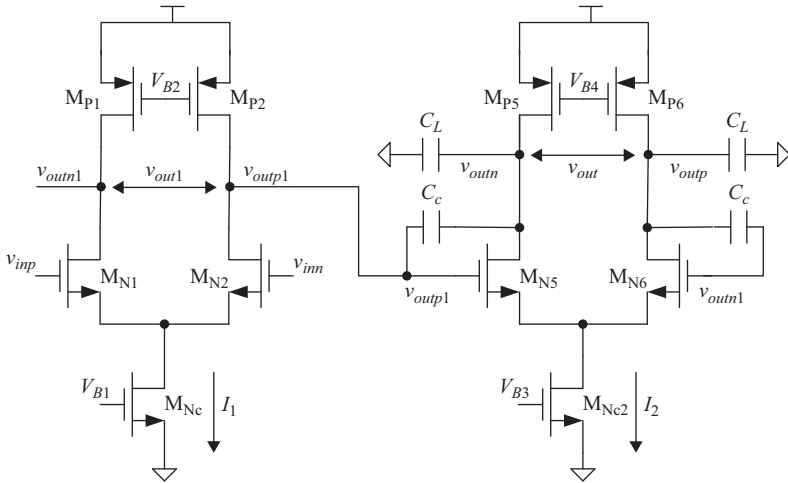 M_P1
V_B2
M_P2
v_outn1
v_out1
v_outp1
v_inp
M_N1
M_N2
v_inn
V_B1
M_Nc
I_1
M_P5
V_B4
M_P6
C_L
C_L
v_outn
v_out
v_outp
C_c
C_c
M_N5
M_N6
v_outp1
v_outn1
V_B3
M_Nc2
I_2